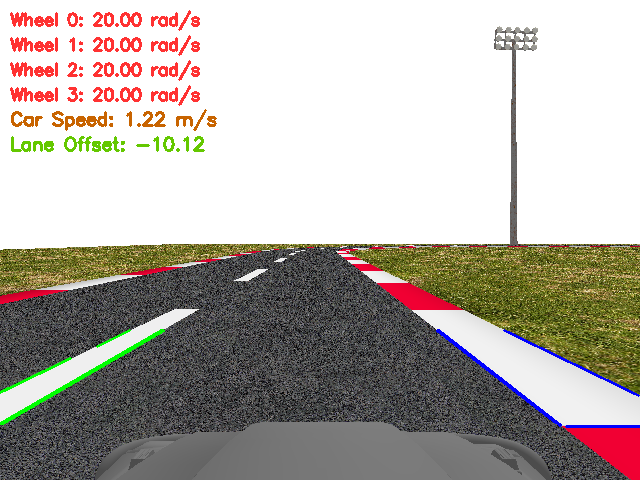 Wheel 0: 20.00 rad/s
Wheel 1: 20.00 rad/s
Wheel 2: 20.00 rad/s
Wheel 3: 20.00 rad/s
Car Speed: 1.22 m/s
Lane Offset: -10.12